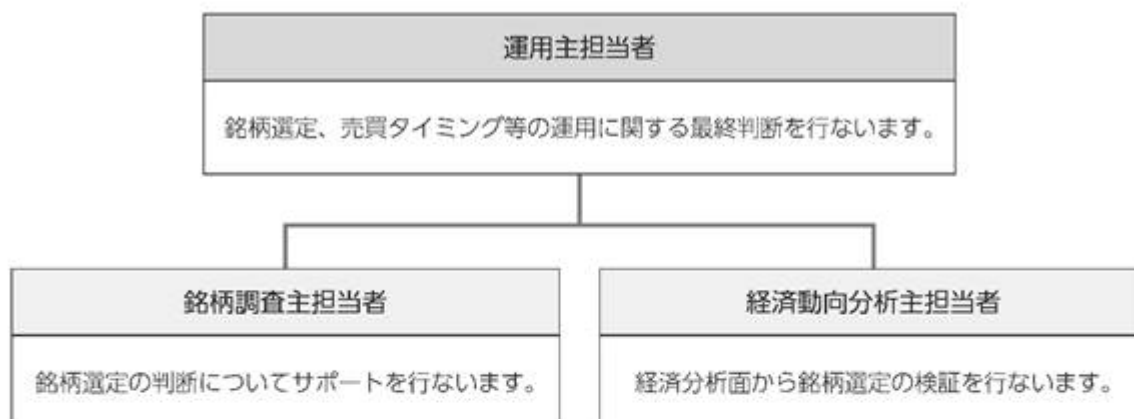 運用主担当者
銘柄選定、売買タイミング等の運用に関する最終判断を行ないます。
銘柄調査主担当者
銘柄選定の判断についてサポートを行ないます。
経済動向分析主担当者
経済分析面から銘柄選定の検証を行ないます。